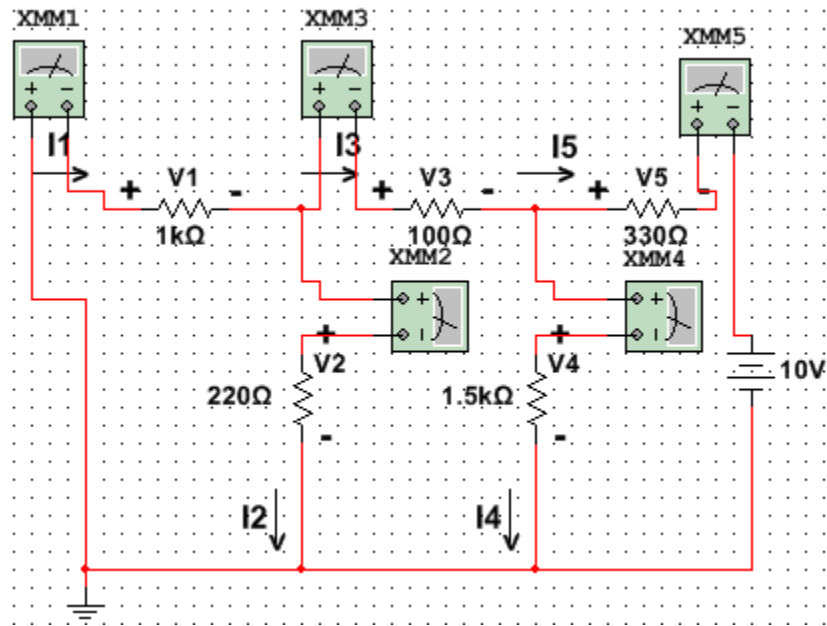 XMM1
XMM3
XMM5
+ -
+ -
+ -
I1
I3
I5
+ V1 -
+ V3 -
+ V5 -
1kΩ
100Ω
330Ω
XMM2
XMM4
+
+
+
+
V2
V4
10V
220Ω
1.5kΩ
-
-
I2
I4